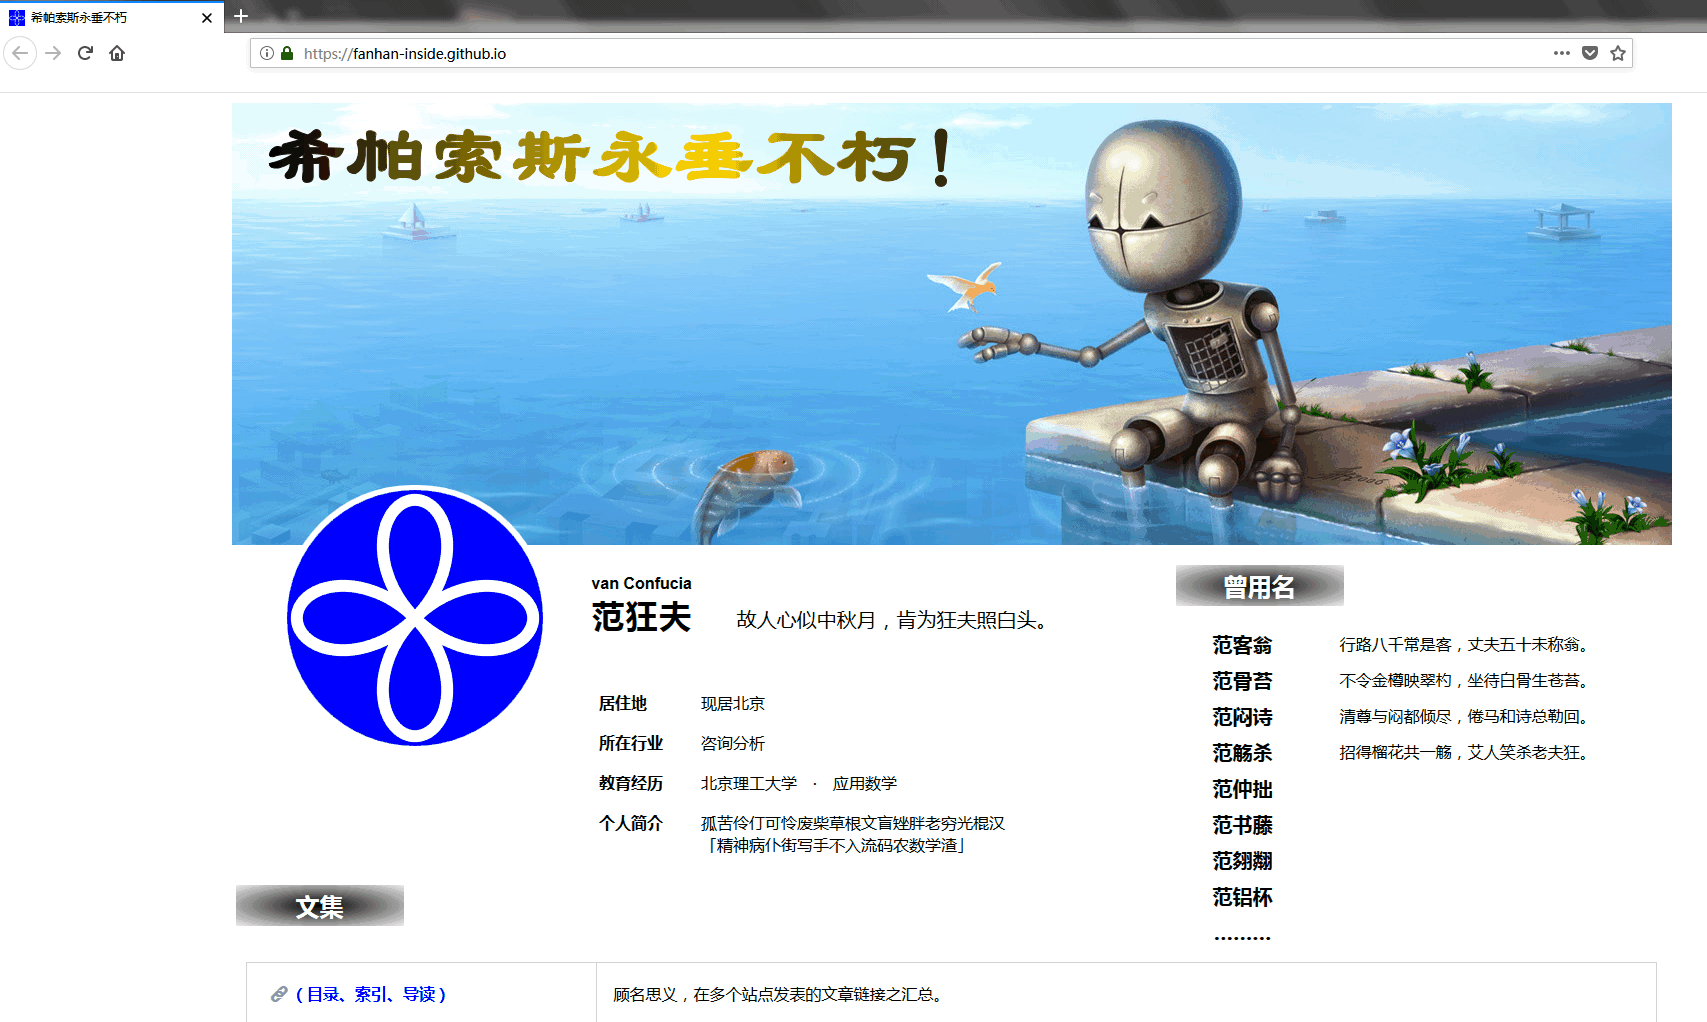 希帕索斯永垂不朽
https://fanhan-inside.github.io
希帕索斯永垂不朽！
van Confucia
范狂夫
故人心似中秋月，肯为狂夫照白头。
居住地 现居北京
所在行业 咨询分析
教育经历 北京理工大学 · 应用数学
个人简介 孤苦伶仃可怜废柴草根文盲矬胖老穷光棍汉
「精神病仆街写手不入流码农数学渣」
曾用名
范客翁 行路八千常是客，丈夫五十未称翁。
范骨苔 不令金樽映翠杓，坐待白骨生苍苔。
范闷诗 清尊与闷都倾尽，倦马和诗总勒回。
范觞杀 招得榴花共一觞，艾人笑杀老夫狂。
范仲拙
范书藤
范翗翤
范铝杯
………
文集
（目录、索引、导读） 顾名思义，在多个站点发表的文章链接之汇总。